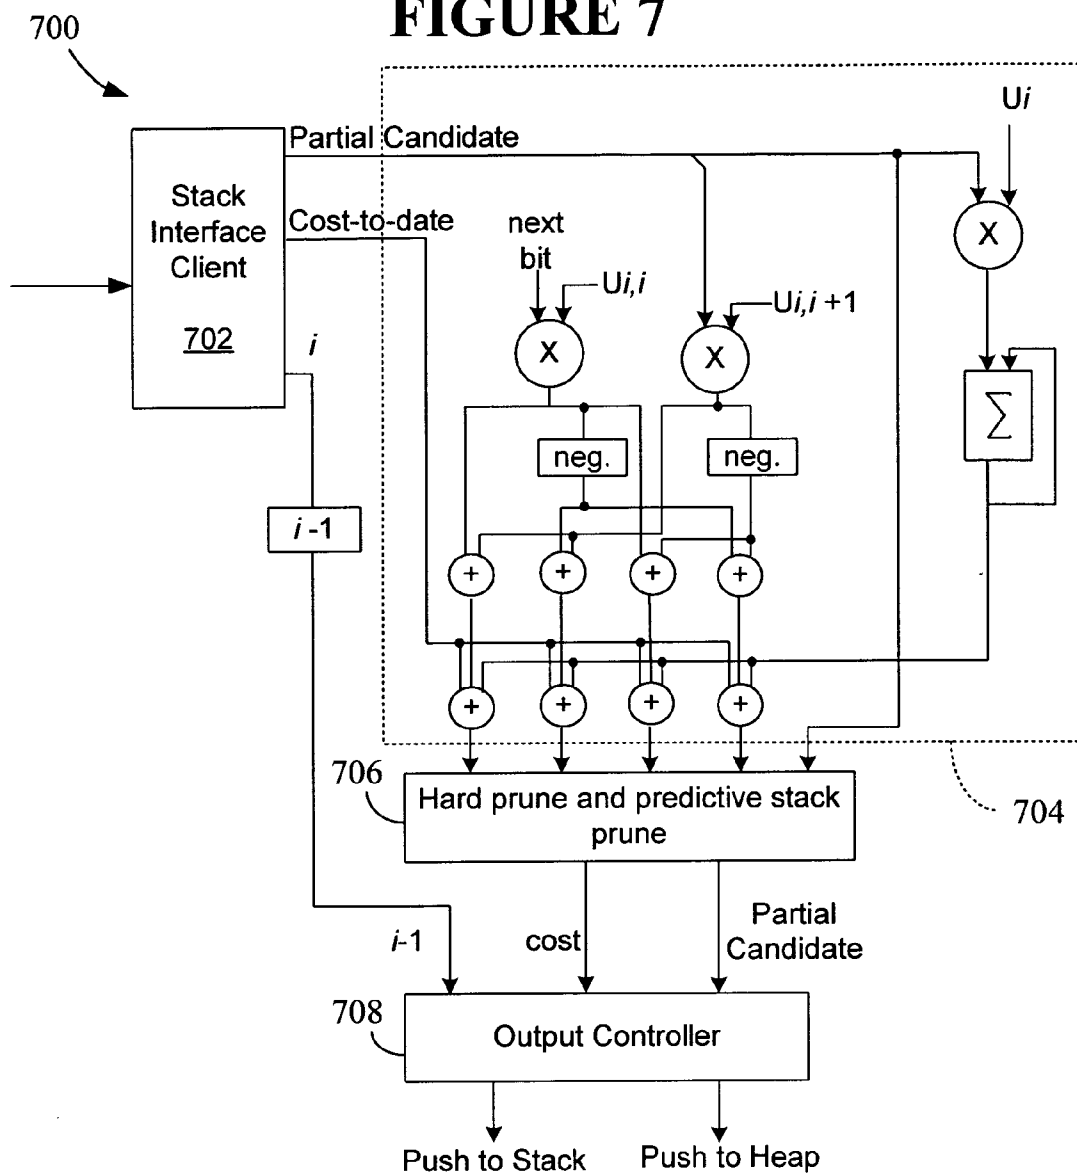 FIGURE 7
700
Ui
Partial Candidate
Stack
Interface
Client
702
Cost-to-date
next
bit
Ui,i
Ui,i +1
X
X
X
i
∑
neg.
neg.
i -1
+
+
+
+
+
+
+
+
706
Hard prune and predictive stack
prune
704
i-1
cost
Partial
Candidate
708
Output Controller
Push to Stack
Push to Heap